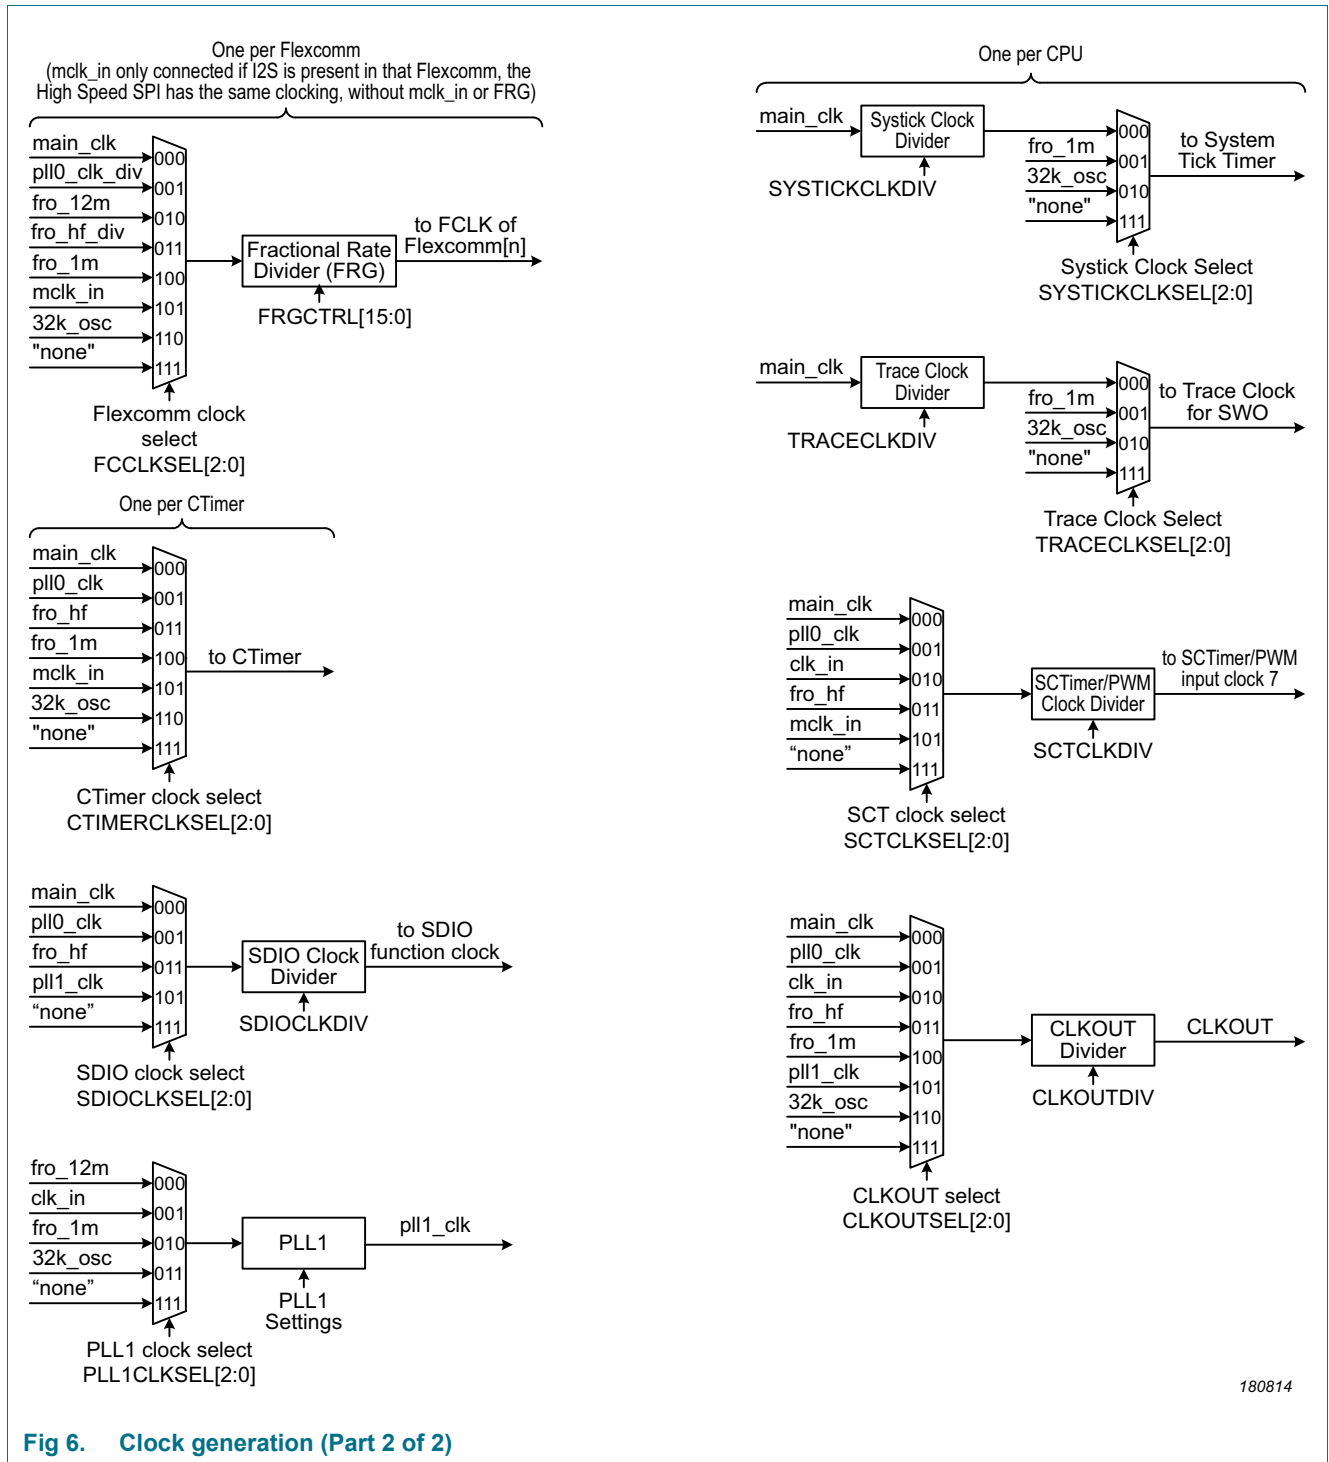 One per Flexcomm
(mclk_in only connected if I2S is present in that Flexcomm, the
High Speed SPI has the same clocking, without mclk_in or FRG)
main_clk
000
pll0_clk_div
001
fro_12m
010
fro_hf_div
011
fro_1m
100
mclk_in
101
32k_osc
110
"none"
111
Fractional Rate
Divider (FRG)
FRGCTRL[15:0]
to FCLK of
Flexcomm[n]
Flexcomm clock
select
FCCLKSEL[2:0]
One per CTimer
main_clk
000
pll0_clk
001
fro_hf
011
fro_1m
100
mclk_in
101
32k_osc
110
"none"
111
to CTimer
CTimer clock select
CTIMERCLKSEL[2:0]
main_clk
000
pll0_clk
001
fro_hf
011
pll1_clk
101
“none”
111
SDIO Clock
Divider
SDIOCLKDIV
to SDIO
function clock
SDIO clock select
SDIOCLKSEL[2:0]
fro_12m
000
clk_in
001
fro_1m
010
32k_osc
011
“none”
111
PLL1
PLL1
Settings
pll1_clk
PLL1 clock select
PLL1CLKSEL[2:0]
One per CPU
main_clk
Systick Clock
Divider
SYSTICKCLKDIV
000
fro_1m
001
32k_osc
010
"none"
111
to System
Tick Timer
Systick Clock Select
SYSTICKCLKSEL[2:0]
main_clk
Trace Clock
Divider
TRACECLKDIV
000
fro_1m
001
32k_osc
010
"none"
111
to Trace Clock
for SWO
Trace Clock Select
TRACECLKSEL[2:0]
main_clk
000
pll0_clk
001
clk_in
010
fro_hf
011
mclk_in
101
“none”
111
SCTimer/PWM
Clock Divider
SCTCLKDIV
to SCTimer/PWM
input clock 7
SCT clock select
SCTCLKSEL[2:0]
main_clk
000
pll0_clk
001
clk_in
010
fro_hf
011
fro_1m
100
pll1_clk
101
32k_osc
110
"none"
111
CLKOUT
Divider
CLKOUTDIV
CLKOUT
CLKOUT select
CLKOUTSEL[2:0]
180814
Fig 6. Clock generation (Part 2 of 2)